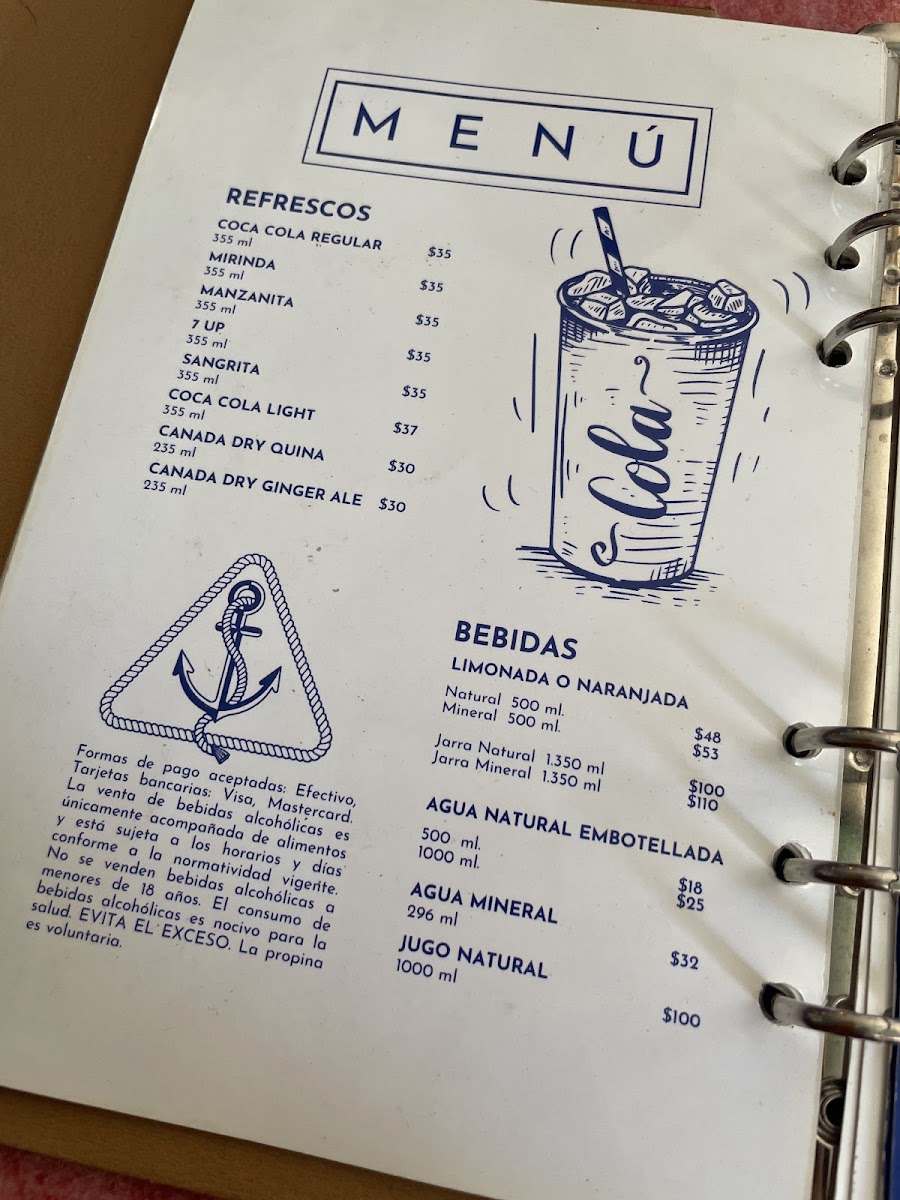 MENÚ
REFRESCOS
COCA COLA REGULAR $35
355 ml
MIRINDA $35
355 ml
MANZANITA $35
355 ml
7 UP $35
355 ml
SANGRITA $35
355 ml
COCA COLA LIGHT $37
355 ml
CANADA DRY QUINA $30
235 ml
CANADA DRY GINGER ALE $30
235 ml
Cola
Formas de pago aceptadas: Efectivo,
Tarjetas bancarias: Visa, Mastercard.
La venta de bebidas alcohólicas es
únicamente acompañada de alimentos
y está sujeta a los horarios y días
conforme a la normatividad vigente.
No se venden bebidas alcohólicas a
menores de 18 años. El consumo de
bebidas alcohólicas es nocivo para la
salud. EVITA EL EXCESO. La propina
es voluntaria.
BEBIDAS
LIMONADA O NARANJADA
Natural 500 ml. $48
Mineral 500 ml. $53
Jarra Natural 1.350 ml $100
Jarra Mineral 1.350 ml $110
AGUA NATURAL EMBOTELLADA
500 ml. $18
1000 ml. $25
AGUA MINERAL
296 ml $32
JUGO NATURAL
1000 ml $100